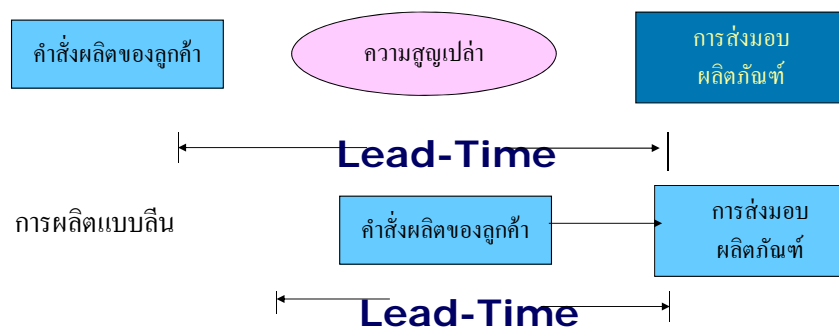 คำสั่งผลิตของลูกค้า
ความสูญเปล่า
การส่งมอบ
ผลิตภัณฑ์
Lead-Time
การผลิตแบบลีน
คำสั่งผลิตของลูกค้า
การส่งมอบ
ผลิตภัณฑ์
Lead-Time